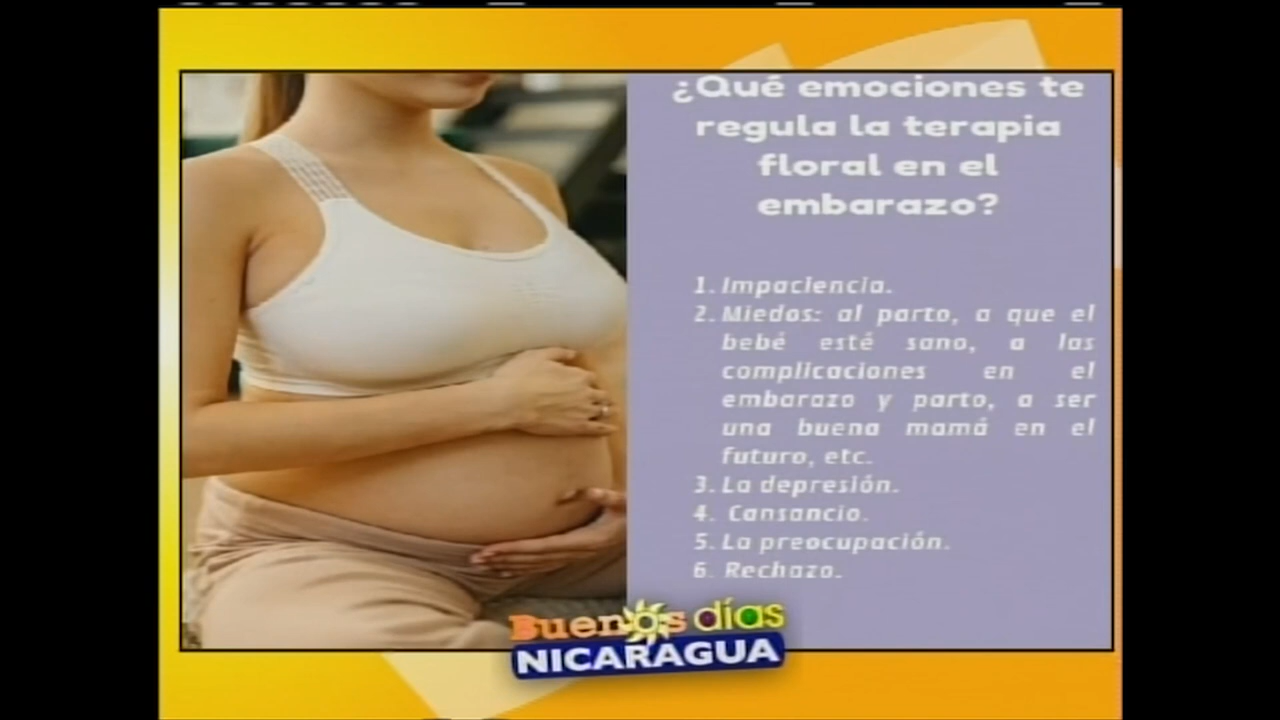 ¿Qué emociones te
regula la terapia
floral en el
embarazo?
1. Impaciencia.
2. Miedos: al parto, a que el
bebé esté sano, a las
complicaciones en el
embarazo y parto, a ser
una buena mamá en el
futuro, etc.
3. La depresión.
4. Cansancio.
5. La preocupación.
6. Rechazo.
Buenos días
NICARAGUA